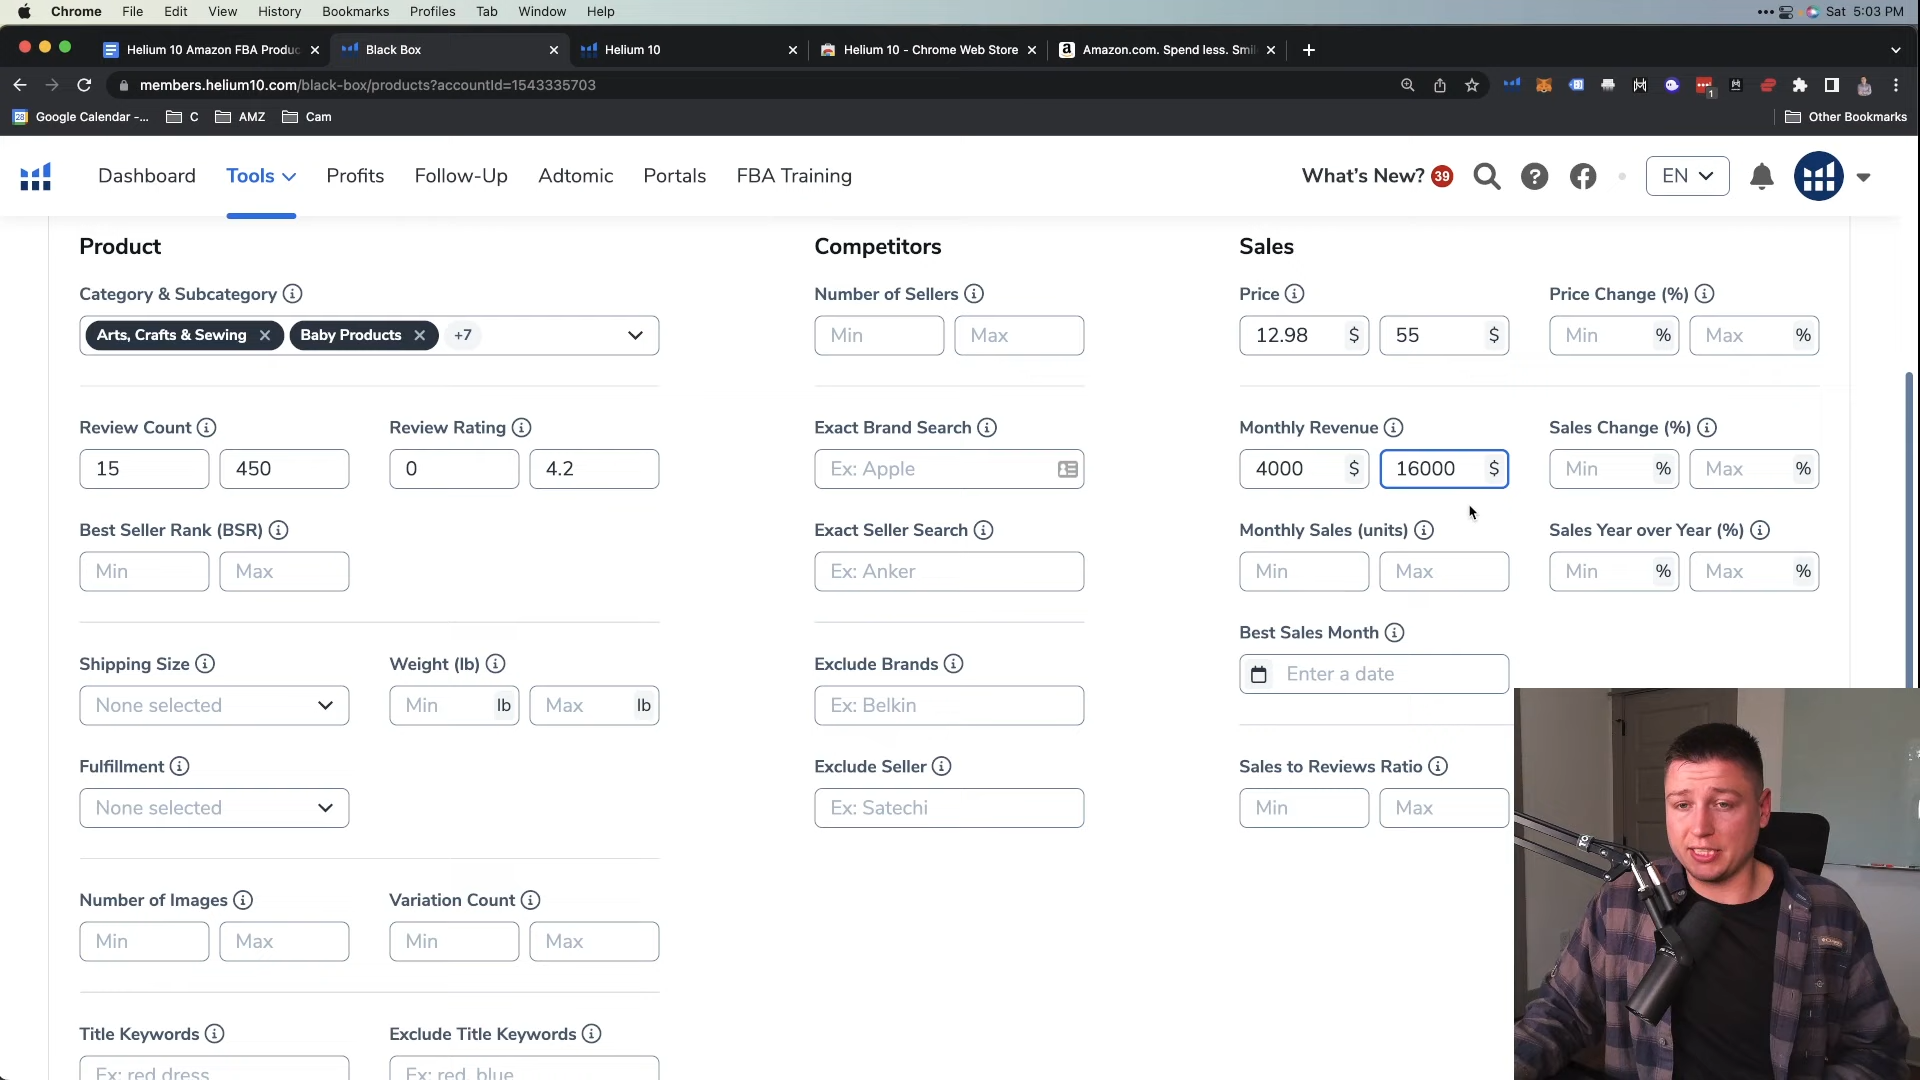 Chrome File Edit View History Bookmarks Profiles Tab Window Help Sat 5:03 PM
Helium 10 Amazon FBA Produc Black Box Helium 10 Helium 10 - Chrome Web Store Amazon.com. Spend less. Smil
members.helium10.com/black-box/products?accountId=1543335703
Google Calendar -... C AMZ Cam Other Bookmarks
Dashboard Tools Profits Follow-Up Adtomic Portals FBA Training What's New? 39 EN
Product Competitors Sales
Category & Subcategory Number of Sellers Price Price Change (%)
Arts, Crafts & Sewing Baby Products +7 Min Max 12.98 $ 55 $ Min % Max %
Review Count Review Rating Exact Brand Search Monthly Revenue Sales Change (%)
15 450 0 4.2 Ex: Apple 4000 $ 16000 $ Min % Max %
Best Seller Rank (BSR) Exact Seller Search Monthly Sales (units) Sales Year over Year (%)
Min Max Ex: Anker Min Max Min % Max %
Best Sales Month
Enter a date
Shipping Size Weight (lb) Exclude Brands
None selected Min lb Max lb Ex: Belkin
Fulfillment Exclude Seller Sales to Reviews Ratio
None selected Ex: Satechi Min Max
Number of Images Variation Count
Min Max Min Max
Title Keywords Exclude Title Keywords
Ex: red dress Ex: red, blue